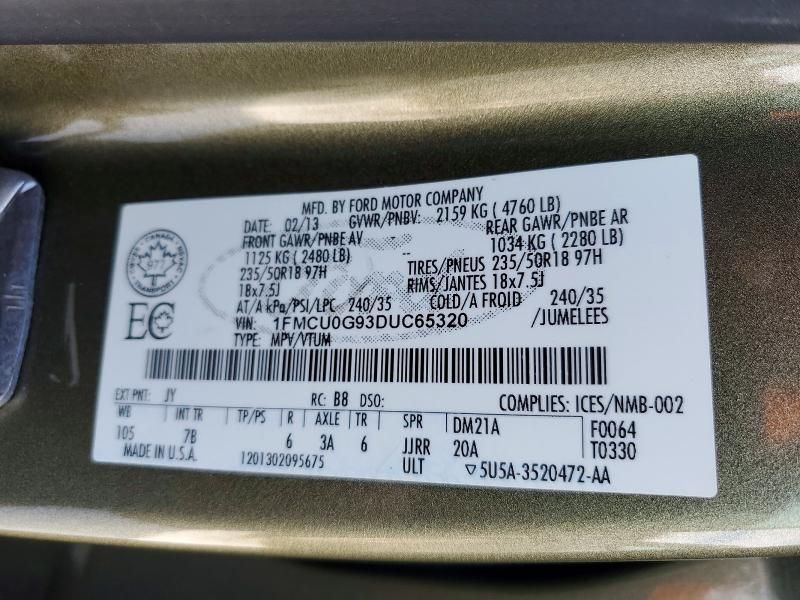 MFD. BY FORD MOTOR COMPANY
DATE: 02/13 GVWR/PNBV: 2159 KG ( 4760 LB)
FRONT GAWR/PNBE AV REAR GAWR/PNBE AR
1125 KG ( 2480 LB) 1034 KG ( 2280 LB)
235/50R18 97H TIRES/PNEUS 235/50R18 97H
18x7.5J RIMS/JANTES 18x7.5J
AT/A kPa/PSI/LPC 240/35 COLD/A FROID 240/35
VIN: 1FMCU0G93DUC65320 /JUMELEES
TYPE: MPV/VTUM
CANADA
TRANSPORT
977
EC
EXT PNT: JY RC: B8 DSO: COMPLIES: ICES/NMB-002
WB INT TR TP/PS R AXLE TR SPR DM21A F0064
105 7B 6 3A 6 JJRR 20A T0330
MADE IN U.S.A. 1201302095675 ULT ▽5U5A-3520472-AA